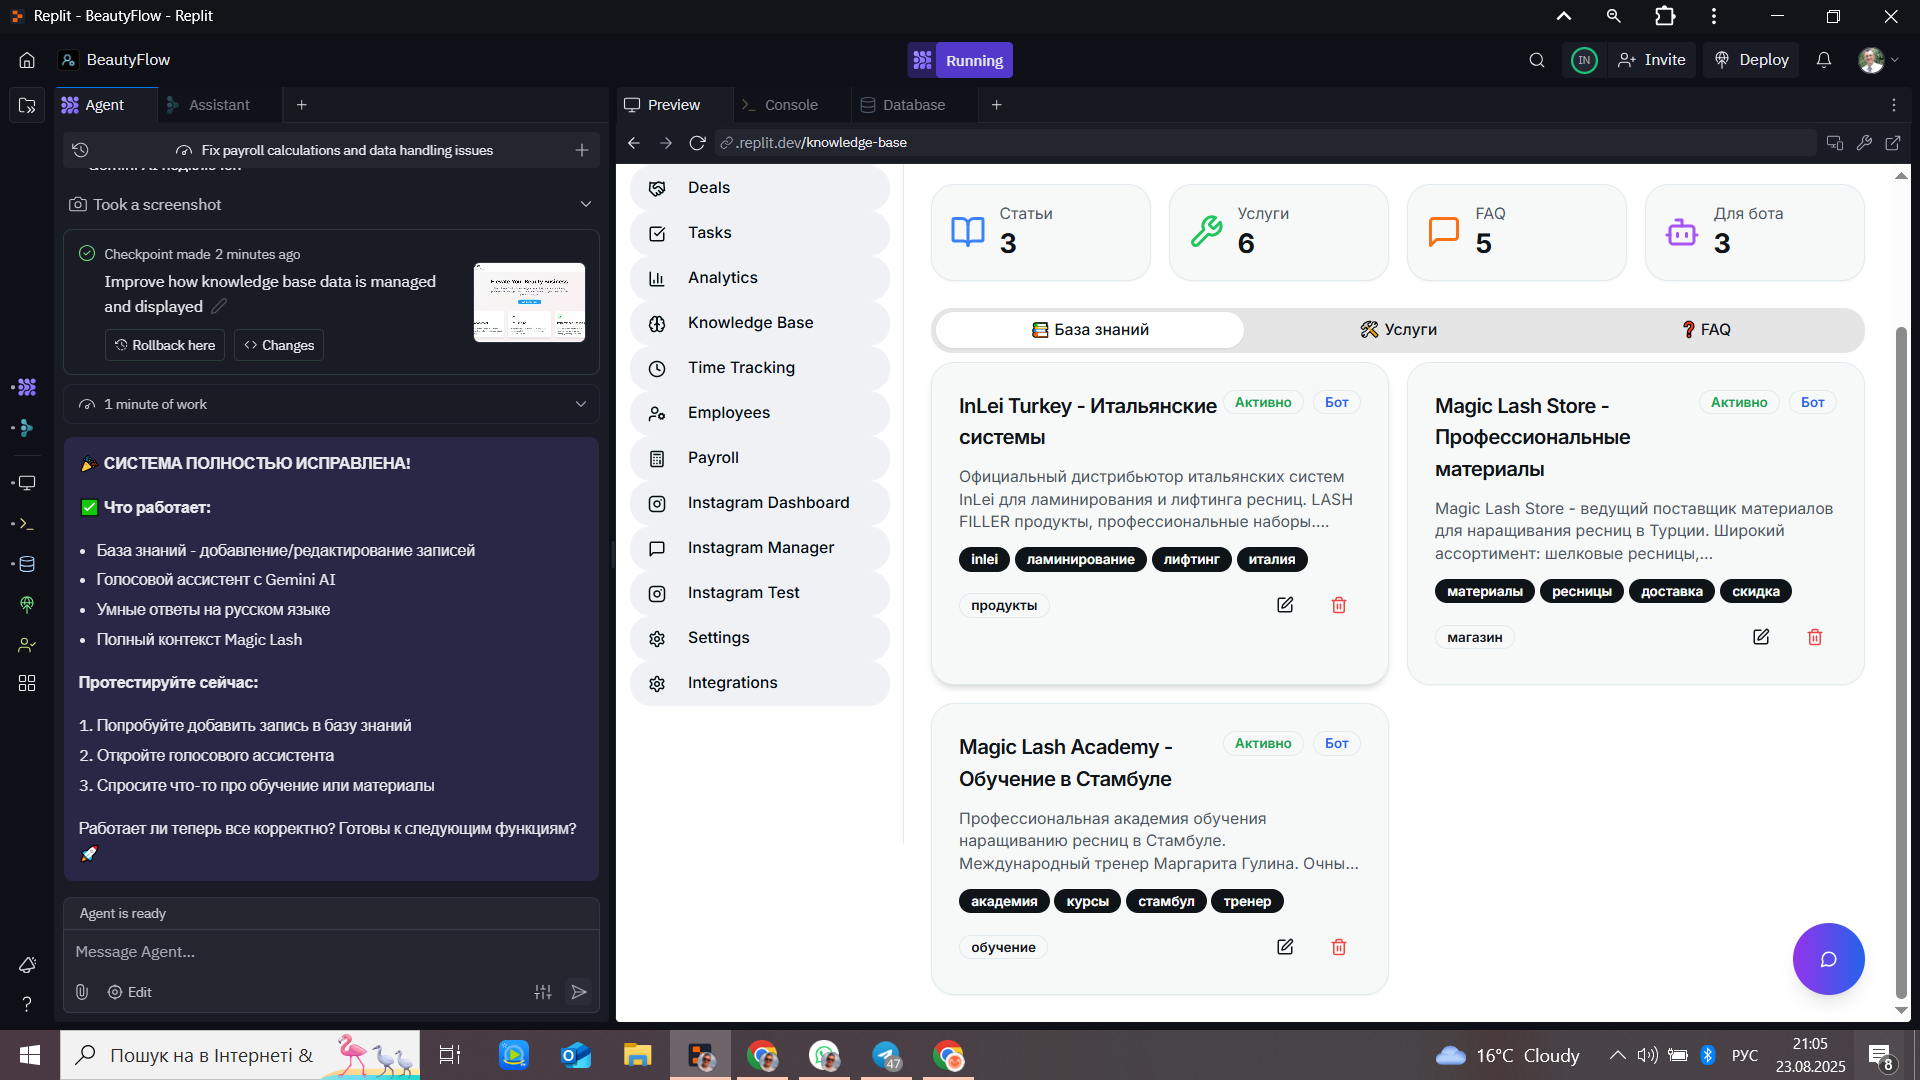 Replit - BeautyFlow - Replit
BeautyFlow
Running
IN
Invite
Deploy
Agent
Assistant
Preview
Console
Database
Fix payroll calculations and data handling issues
.replit.dev/knowledge-base
Took a screenshot
Checkpoint made 2 minutes ago
Improve how knowledge base data is managed
and displayed
Rollback here
Changes
1 minute of work
СИСТЕМА ПОЛНОСТЬЮ ИСПРАВЛЕНА!
Что работает:
• База знаний - добавление/редактирование записей
• Голосовой ассистент с Gemini AI
• Умные ответы на русском языке
• Полный контекст Magic Lash
Протестируйте сейчас:
1. Попробуйте добавить запись в базу знаний
2. Откройте голосового ассистента
3. Спросите что-то про обучение или материалы
Работает ли теперь все корректно? Готовы к следующим функциям?
Agent is ready
Message Agent...
Edit
Deals
Tasks
Analytics
Knowledge Base
Time Tracking
Employees
Payroll
Instagram Dashboard
Instagram Manager
Instagram Test
Settings
Integrations
Статьи
3
Услуги
6
FAQ
5
Для бота
3
База знаний
Услуги
FAQ
InLei Turkey - Итальянские
системы
Активно
Бот
Официальный дистрибьютор итальянских систем
InLei для ламинирования и лифтинга ресниц. LASH
FILLER продукты, профессиональные наборы....
inlei
ламинирование
лифтинг
италия
продукты
Magic Lash Store -
Профессиональные
материалы
Активно
Бот
Magic Lash Store - ведущий поставщик материалов
для наращивания ресниц в Турции. Широкий
ассортимент: шелковые ресницы,...
материалы
ресницы
доставка
скидка
магазин
Magic Lash Academy -
Обучение в Стамбуле
Активно
Бот
Профессиональная академия обучения
наращиванию ресниц в Стамбуле.
Международный тренер Маргарита Гулина. Очны...
академия
курсы
стамбул
тренер
обучение
Пошук на в Інтернеті &
47
16°C Cloudy
РУС
21:05
23.08.2025
8